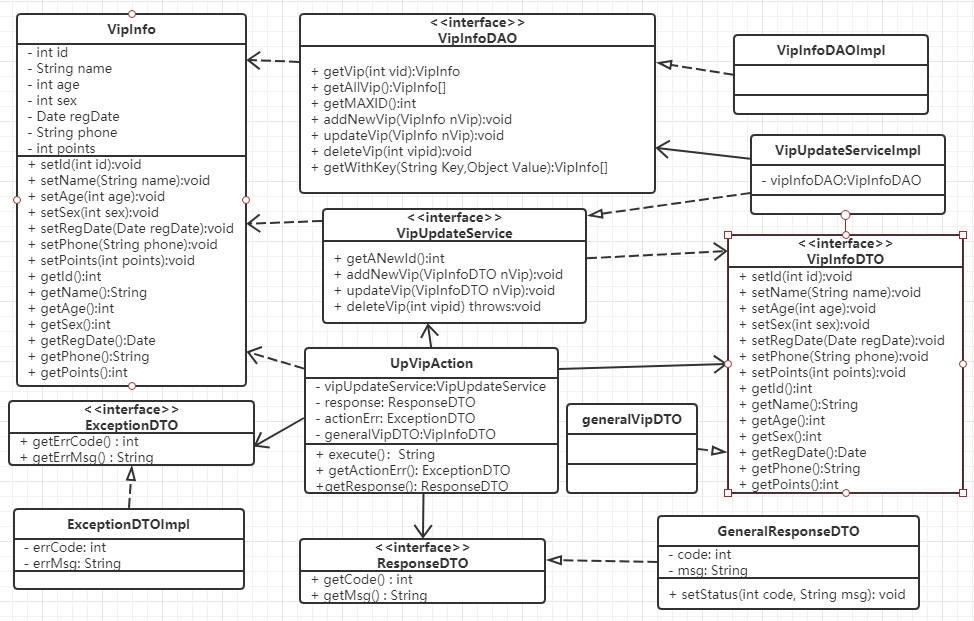 VipInfo
- int id
- String name
- int age
- int sex
- Date regDate
- String phone
- int points
+ setId(int id):void
+ setName(String name):void
+ setAge(int age):void
+ setSex(int sex):void
+ setRegDate(Date regDate):void
+ setPhone(String phone):void
+ setPoints(int points):void
+ getId():int
+ getName():String
+ getAge():int
+ getSex():int
+ getRegDate():Date
+ getPhone():String
+ getPoints():int
<<interface>>
VipInfoDAO
+ getVip(int vid):VipInfo
+ getAllVip():VipInfo[]
+ getMAXID():int
+ addNewVip(VipInfo nVip):void
+ updateVip(VipInfo nVip):void
+ deleteVip(int vipid):void
+ getWithKey(String Key,Object Value):VipInfo[]
VipInfoDAOImpl
VipUpdateServiceImpl
- vipInfoDAO:VipInfoDAO
<<interface>>
VipUpdateService
+ getANewId():int
+ addNewVip(VipInfoDTO nVip):void
+ updateVip(VipInfoDTO nVip):void
+ deleteVip(int vipid) throws:void
<<interface>>
VipInfoDTO
+ setId(int id):void
+ setName(String name):void
+ setAge(int age):void
+ setSex(int sex):void
+ setRegDate(Date regDate):void
+ setPhone(String phone):void
+ setPoints(int points):void
+ getId():int
+ getName():String
+ getAge():int
+ getSex():int
+ getRegDate():Date
+ getPhone():String
+ getPoints():int
UpVipAction
- vipUpdateService:VipUpdateService
- response: ResponseDTO
- actionErr: ExceptionDTO
- generalVipDTO:VipInfoDTO
+ execute(): String
+ getActionErr(): ExceptionDTO
+getResponse(): ResponseDTO
generalVipDTO
<<interface>>
ExceptionDTO
+ getErrCode() : int
+ getErrMsg() : String
ExceptionDTOImpl
- errCode: int
- errMsg: String
<<interface>>
ResponseDTO
+ getCode() : int
+ getMsg() : String
GeneralResponseDTO
- code: int
- msg: String
+ setStatus(int code, String msg): void